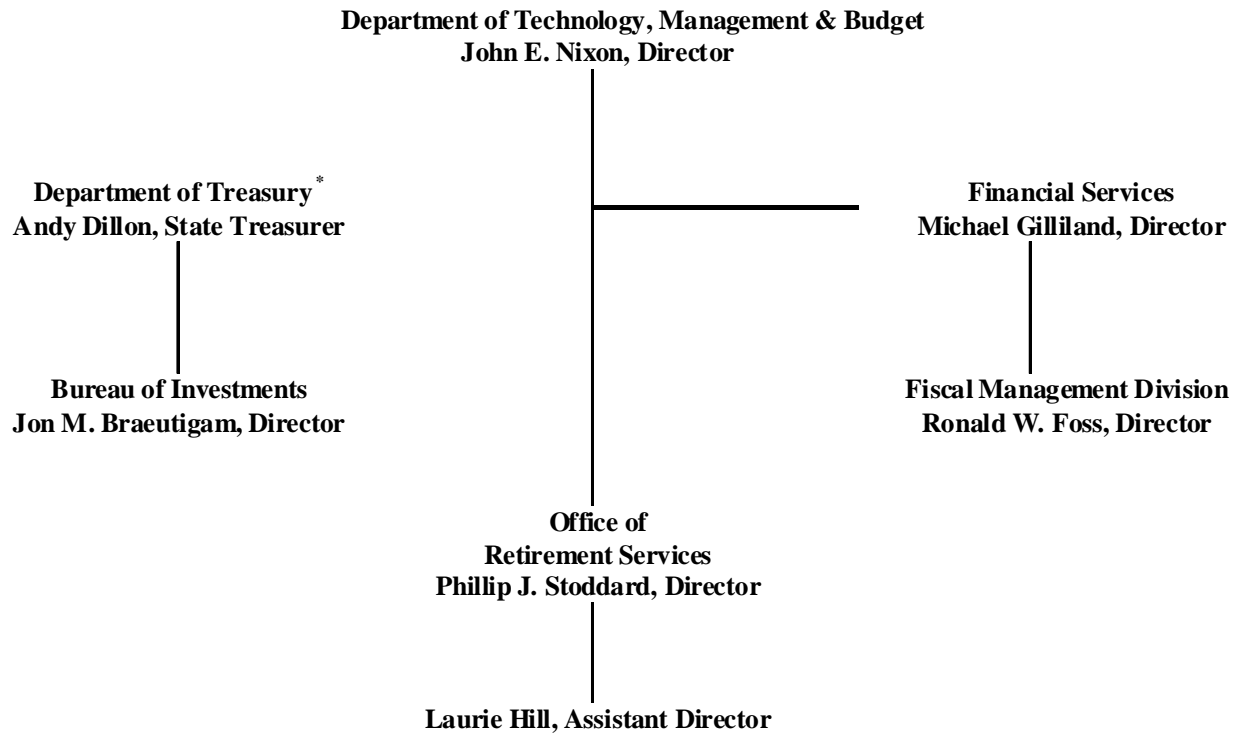 Department of Technology, Management & Budget
John E. Nixon, Director
Department of Treasury *
Andy Dillon, State Treasurer
Financial Services
Michael Gilliland, Director
Bureau of Investments
Jon M. Braeutigam, Director
Fiscal Management Division
Ronald W. Foss, Director
Office of
Retirement Services
Phillip J. Stoddard, Director
Laurie Hill, Assistant Director